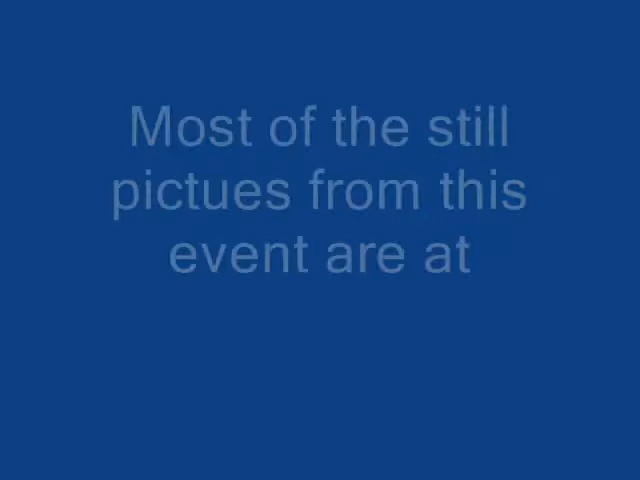 Most of the still
pictues from this
event are at